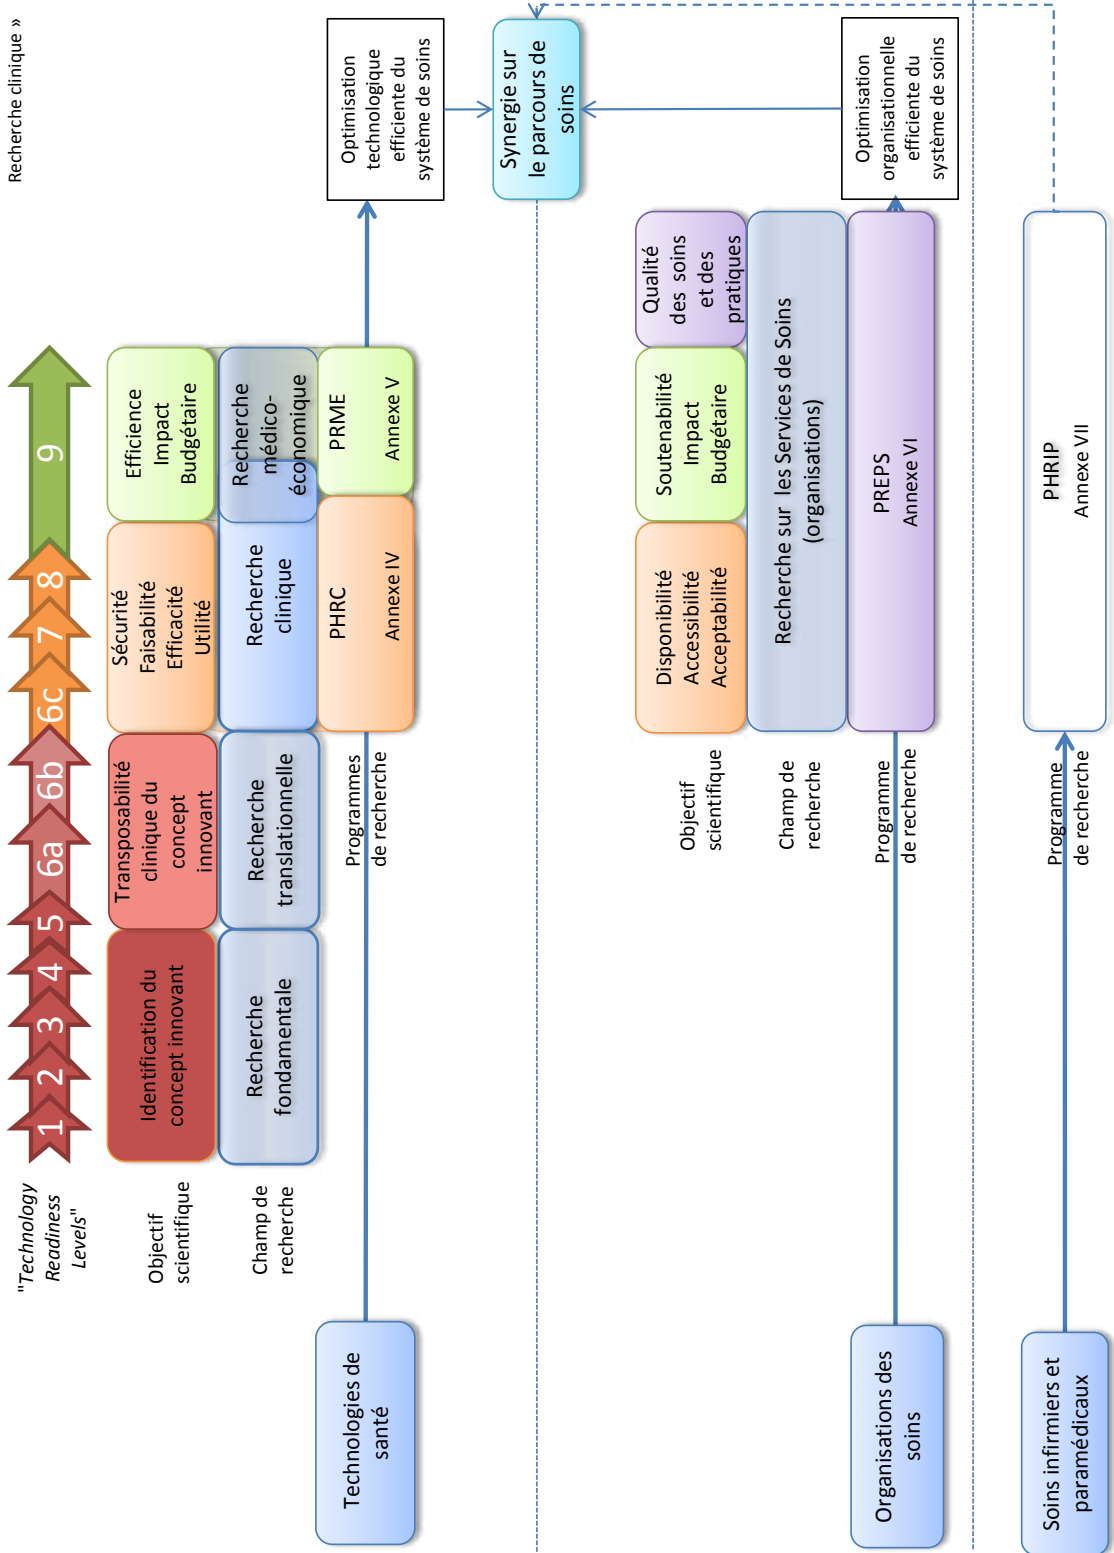 Recherche clinique »
"Technology
Readiness
Levels"
1
2
3
4
5
6a
6b
6c
7
8
9
Objectif
scientifique
Identification du
concept innovant
Transposabilité
clinique du
concept
innovant
Sécurité
Faisabilité
Efficacité
Utilité
Efficience
Impact
Budgétaire
Champ de
recherche
Recherche
fondamentale
Recherche
translationnelle
Recherche
clinique
Recherche
médico-
économique
Technologies de
santé
Programmes
de recherche
PHRC
Annexe IV
PRME
Annexe V
Optimisation
technologique
efficiente du
système de soins
Synergie sur
le parcours de
soins
Objectif
scientifique
Disponibilité
Accessibilité
Acceptabilité
Soutenabilité
Impact
Budgétaire
Qualité
des soins
et des
pratiques
Champ de
recherche
Recherche sur les Services de Soins
(organisations)
Organisations des
soins
Programme
de recherche
PREPS
Annexe VI
Optimisation
organisationnelle
efficiente du
système de soins
Soins infirmiers et
paramédicaux
Programme
de recherche
PHRIP
Annexe VII